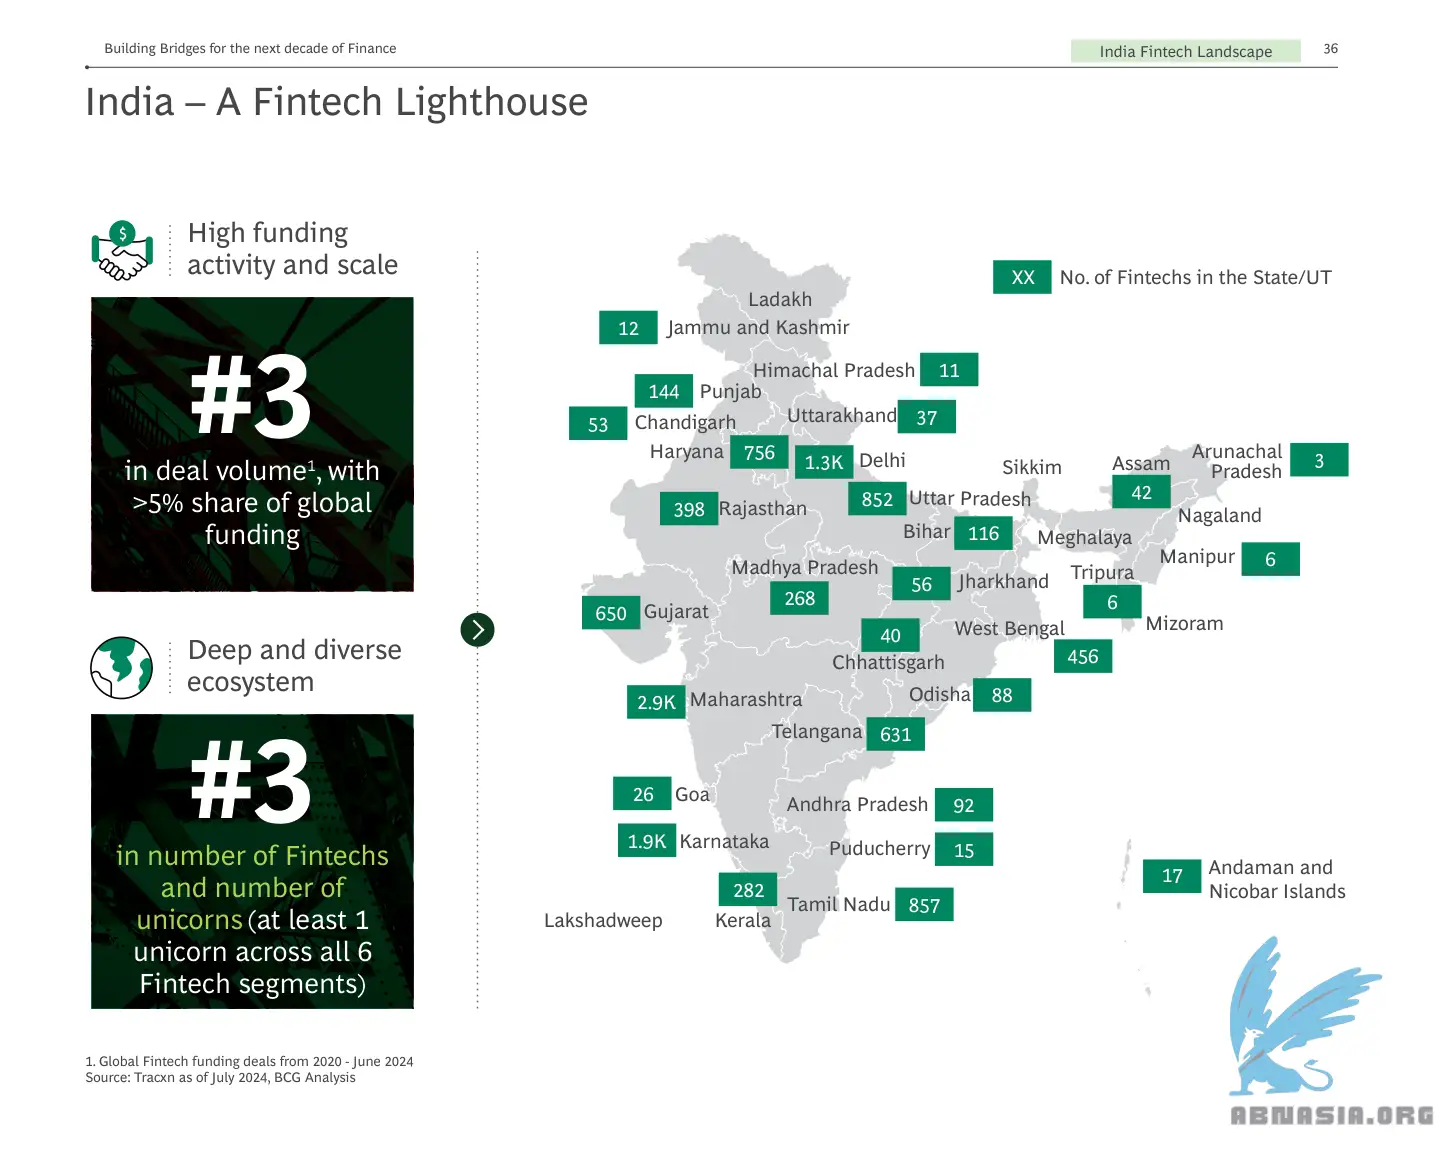 Building Bridges for the next decade of Finance
India Fintech Landscape
36
India – A Fintech Lighthouse
$
High funding
activity and scale
#3
in deal volume¹, with
>5% share of global
funding
Deep and diverse
ecosystem
#3
in number of Fintechs
and number of
unicorns (at least 1
unicorn across all 6
Fintech segments)
XX No. of Fintechs in the State/UT
Ladakh
12 Jammu and Kashmir
Himachal Pradesh 11
144 Punjab
Uttarakhand 37
53 Chandigarh
Haryana 756
1.3K Delhi
Sikkim
Assam
42
Arunachal
Pradesh
3
398 Rajasthan
852 Uttar Pradesh
Nagaland
Bihar 116
Meghalaya
Manipur 6
Madhya Pradesh
268
56 Jharkhand
Tripura
6
650 Gujarat
Mizoram
40
Chhattisgarh
West Bengal
456
2.9K Maharashtra
Odisha 88
Telangana 631
26 Goa
Andhra Pradesh 92
1.9K Karnataka
Puducherry 15
17
Andaman and
Nicobar Islands
282
Kerala
Tamil Nadu 857
Lakshadweep
1. Global Fintech funding deals from 2020 - June 2024
Source: Tracxn as of July 2024, BCG Analysis
ABNASIA.ORG